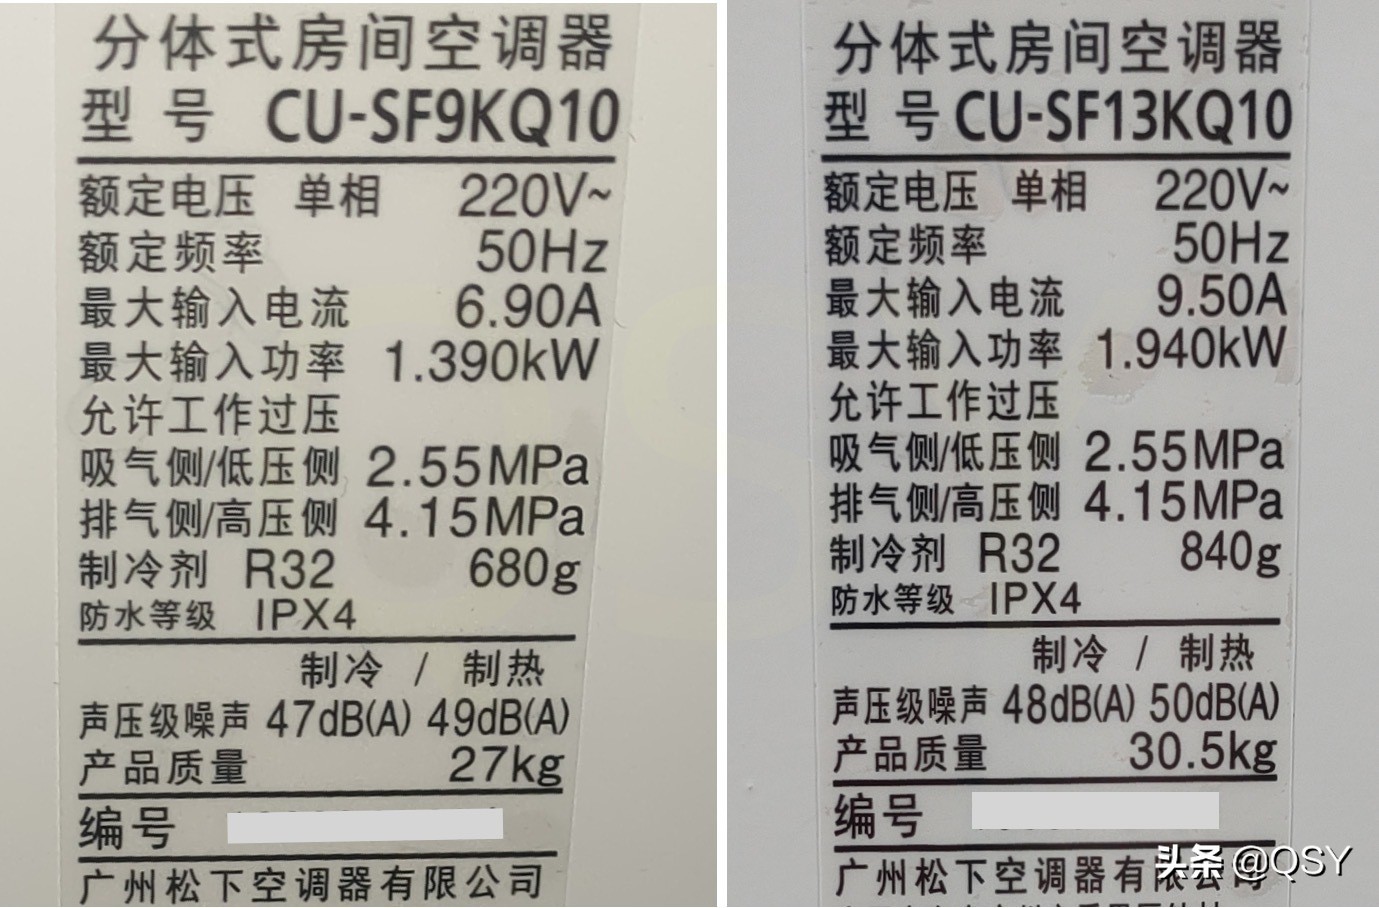 分体式房间空调器
型号 CU-SF9KQ10
额定电压 单相 220V~
额定频率 50Hz
最大输入电流 6.90A
最大输入功率 1.390kW
允许工作过压
吸气侧/低压侧 2.55MPa
排气侧/高压侧 4.15MPa
制冷剂 R32 680g
防水等级 IPX4
制冷 / 制热
声压级噪声 47dB(A) 49dB(A)
产品质量 27kg
编号
广州松下空调器有限公司
分体式房间空调器
型号 CU-SF13KQ10
额定电压 单相 220V~
额定频率 50Hz
最大输入电流 9.50A
最大输入功率 1.940kW
允许工作过压
吸气侧/低压侧 2.55MPa
排气侧/高压侧 4.15MPa
制冷剂 R32 840g
防水等级 IPX4
制冷 / 制热
声压级噪声 48dB(A) 50dB(A)
产品质量 30.5kg
编号
广州松下空调器有限公司
头条 @QSY